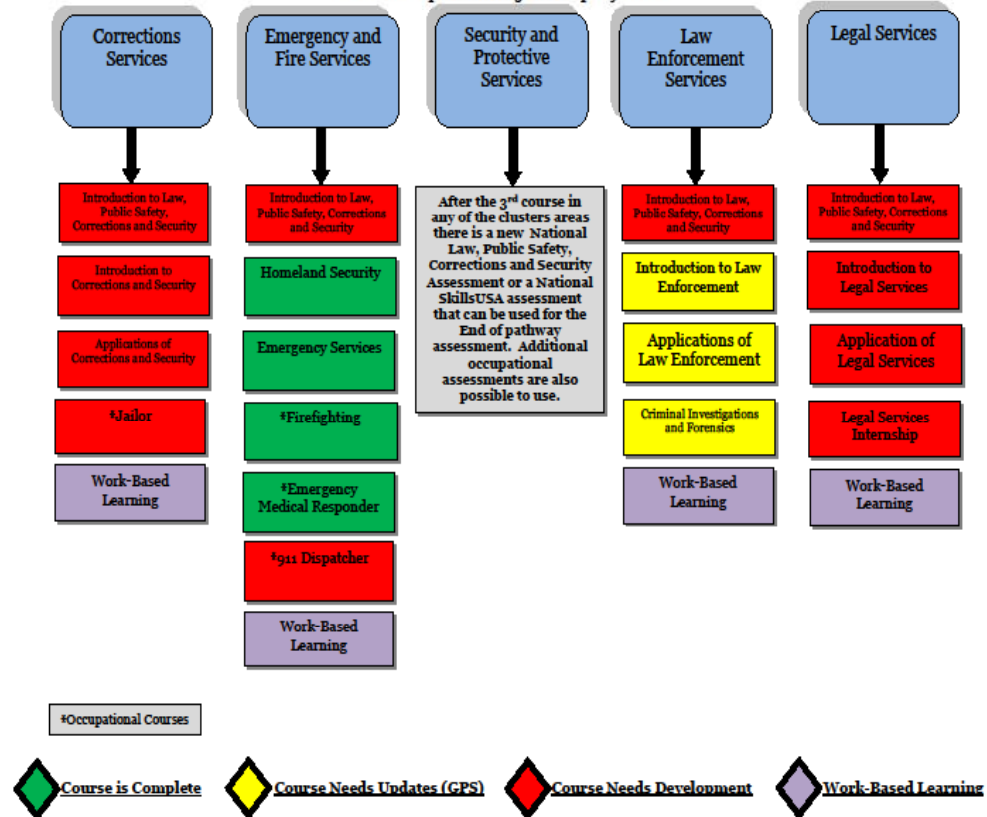 Corrections
Services
Emergency and
Fire Services
Security and
Protective
Services
Law
Enforcement
Services
Legal Services
Introduction to Law,
Public Safety,
Corrections and Security
Introduction to
Corrections and Security
Applications of
Corrections and Security
*Jailor
Work-Based
Learning
Introduction to Law,
Public Safety, Corrections
and Security
Homeland Security
Emergency Services
*Firefighting
*Emergency
Medical Responder
*911 Dispatcher
Work-Based
Learning
After the 3rd course in
any of the clusters areas
there is a new National
Law, Public Safety,
Corrections and Security
Assessment or a National
SkillsUSA assessment
that can be used for the
End of pathway
assessment. Additional
occupational
assessments are also
possible to use.
Introduction to Law,
Public Safety, Corrections
and Security
Introduction to Law
Enforcement
Applications of
Law Enforcement
Criminal Investigations
and Forensics
Work-Based
Learning
Introduction to Law,
Public Safety, Corrections
and Security
Introduction to
Legal Services
Application of
Legal Services
Legal Services
Internship
Work-Based
Learning
*Occupational Courses
Course is Complete
Course Needs Updates (GPS)
Course Needs Development
Work-Based Learning